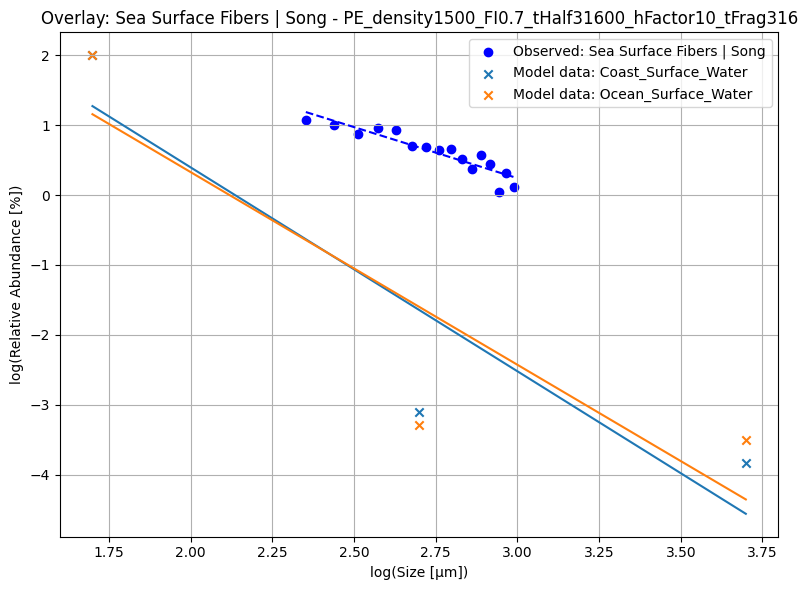 Overlay: Sea Surface Fibers | Song - PE_density1500_FI0.7_tHalf31600_hFactor10_tFrag316
Observed: Sea Surface Fibers | Song
Model data: Coast_Surface_Water
Model data: Ocean_Surface_Water
log(Relative Abundance [%])
2
1
0
−1
−2
−3
−4
1.75 2.00 2.25 2.50 2.75 3.00 3.25 3.50 3.75
log(Size [µm])